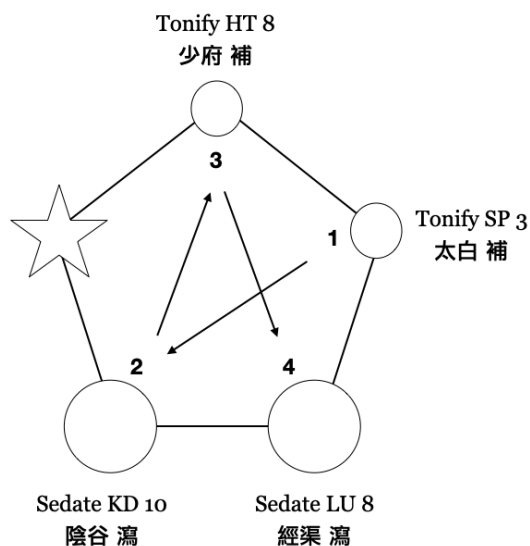 Tonify HT 8
少府 補
3
1
Tonify SP 3
太白 補
2
4
Sedate KD 10
陰谷 瀉
Sedate LU 8
經渠 瀉